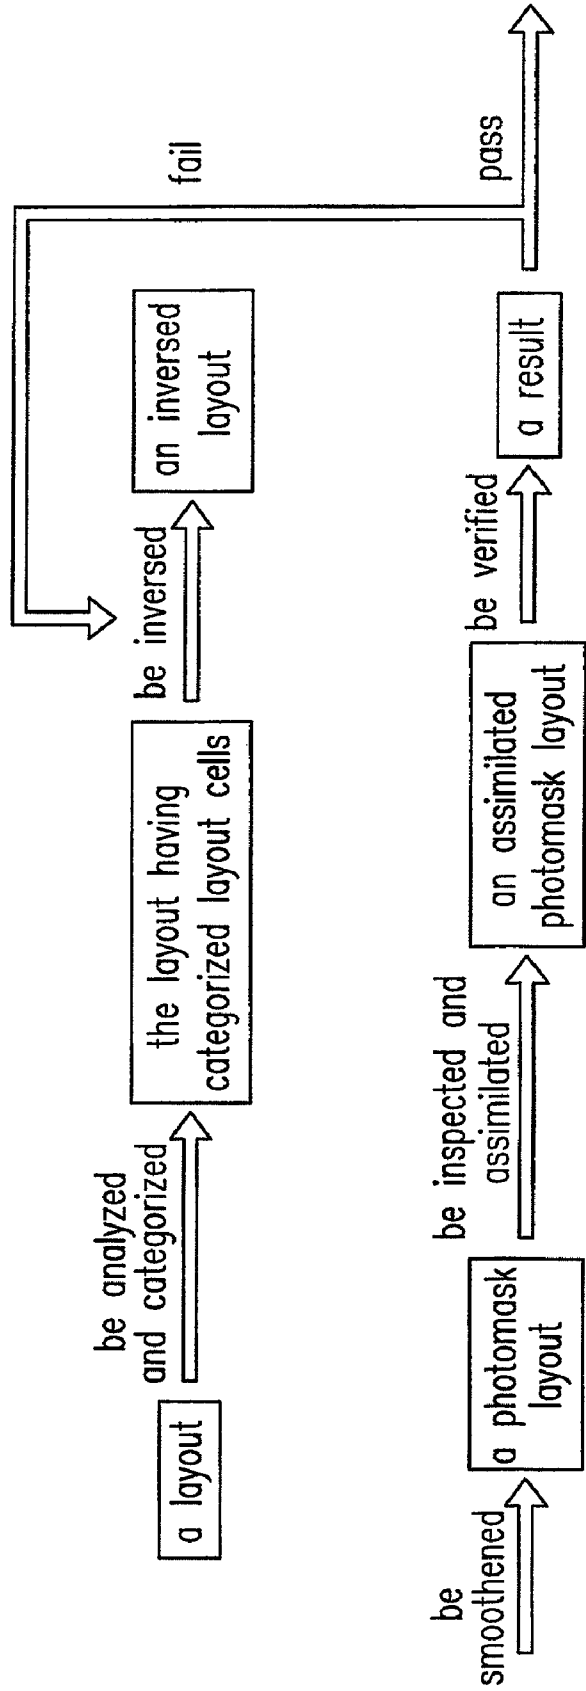 a layout
be analyzed
and categorized
the layout having
categorized layout cells
be inversed
an inversed
layout
fail
be
smoothened
a photomask
layout
be inspected and
assimilated
an assimilated
photomask layout
be verified
a result
pass